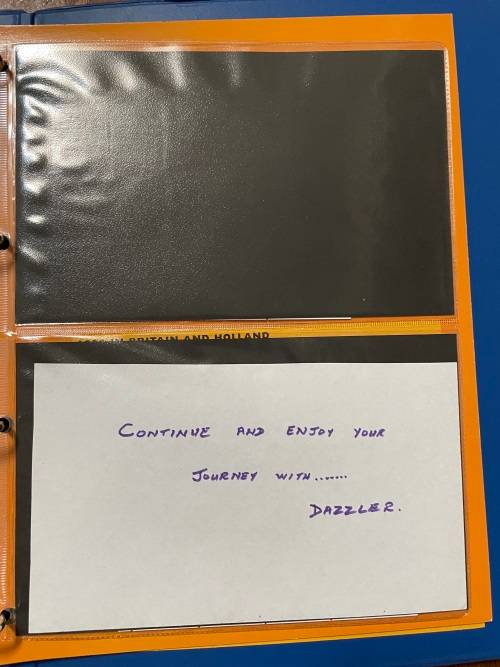 BRITAIN AND HOLLAND
CONTINUE AND ENJOY YOUR
JOURNEY WITH.......
DAZZLER.